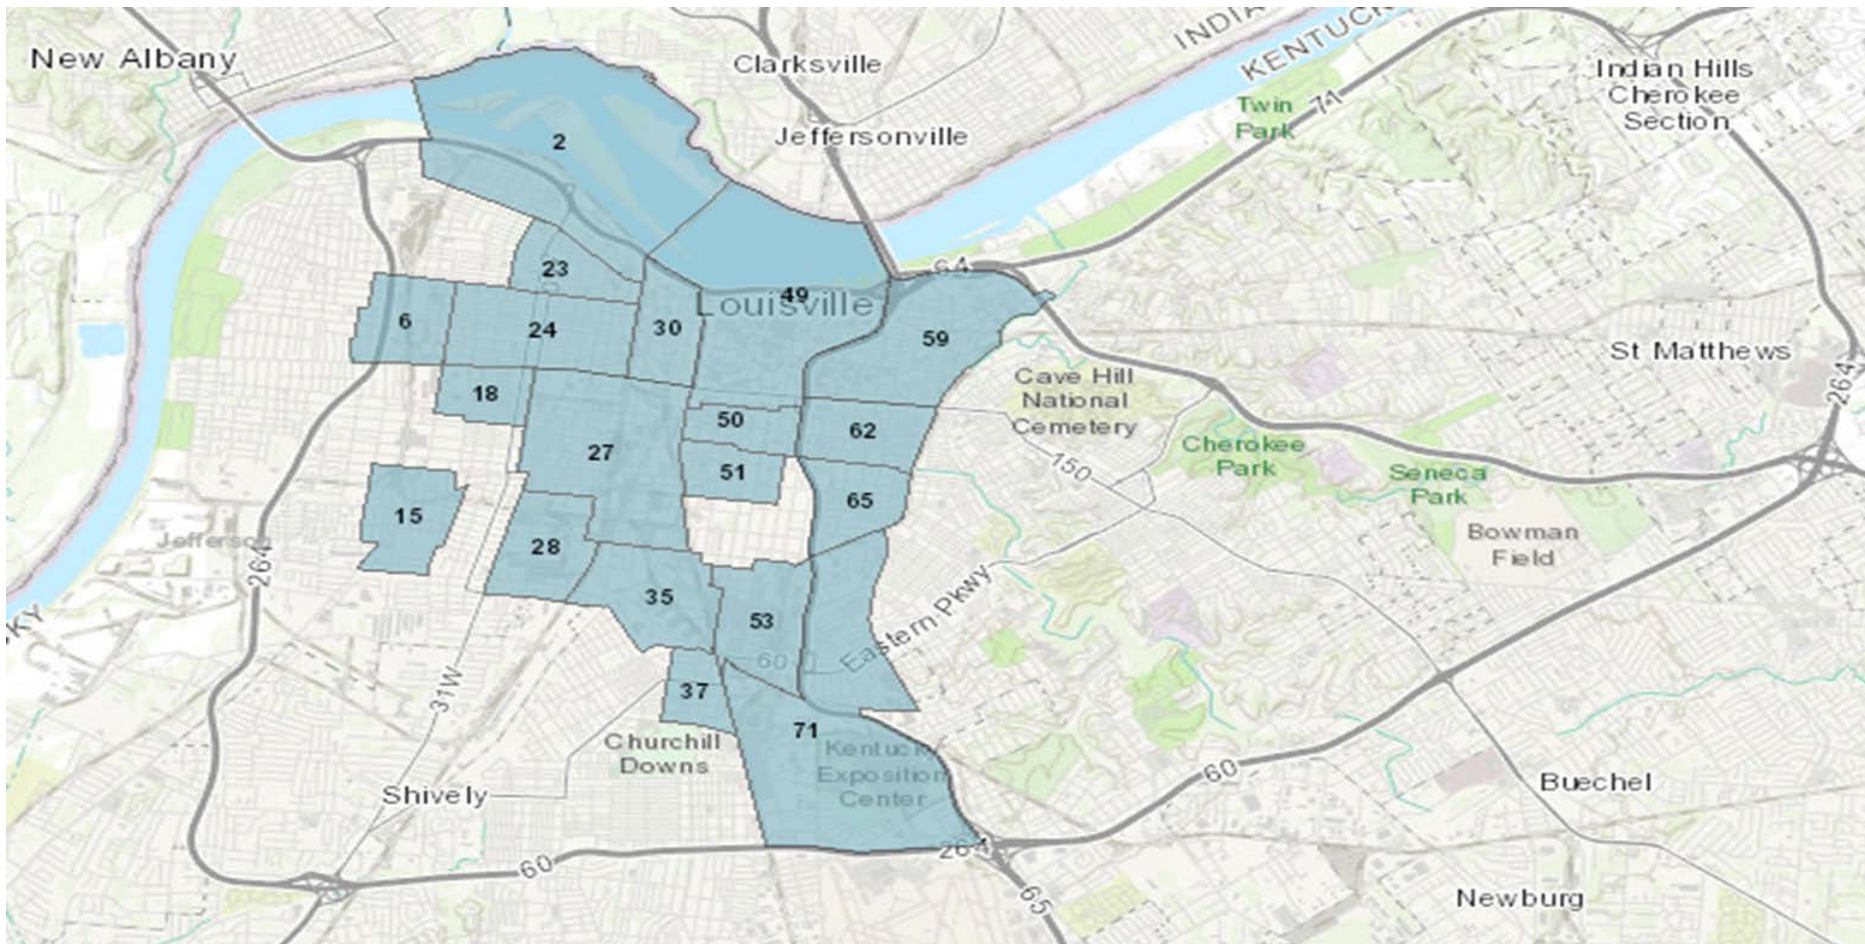 INDIANA
KENTUCKY
New Albany
Clarksville
Indian Hills
Cherokee
Section
Twin
Park
71
Jeffersonville
2
64
23
49
Louisville
6
24
30
59
St Matthews
18
Cave Hill
National
Cemetery
264
50
62
27
Cherokee
Park
150
51
Seneca
Park
65
15
Jefferson
Bowman
Field
28
264
KY
35
53
Eastern Pkwy
60
31W
37
71
Churchill
Downs
Kentucky
Exposition
Center
60
Buechel
Shively
60
264
65
Newburg